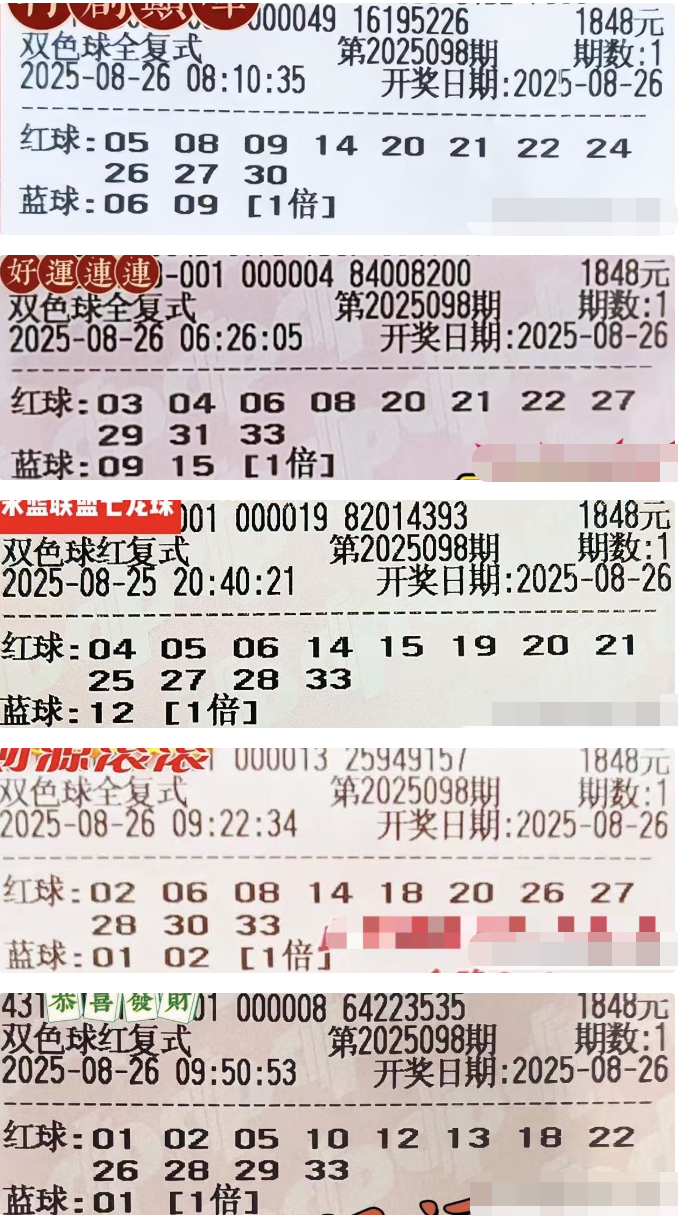 000049 16195226 1848元
双色球全复式 第2025098期 期数:1
2025-08-26 08:10:35 开奖日期:2025-08-26
红球:05 08 09 14 20 21 22 24
26 27 30
蓝球:06 09 [1倍]
好運連連
-001 000004 84008200 1848元
双色球全复式 第2025098期 期数:1
2025-08-26 06:26:05 开奖日期:2025-08-26
红球:03 04 06 08 20 21 22 27
29 31 33
蓝球:09 15 [1倍]
永蓝联盟七龙珠
001 000019 82014393 1848元
双色球红复式 第2025098期 期数:1
2025-08-25 20:40:21 开奖日期:2025-08-26
红球:04 05 06 14 15 19 20 21
25 27 28 33
蓝球:12 [1倍]
财源滚滚
1 000013 25949157 1848元
双色球全复式 第2025098期 期数:1
2025-08-26 09:22:34 开奖日期:2025-08-26
红球:02 06 08 14 18 20 26 27
28 30 33
蓝球:01 02 [1倍]
恭喜發財
431 01 000008 64223535 1848元
双色球红复式 第2025098期 期数:1
2025-08-26 09:50:53 开奖日期:2025-08-26
红球:01 02 05 10 12 13 18 22
26 28 29 33
蓝球:01 [1倍]